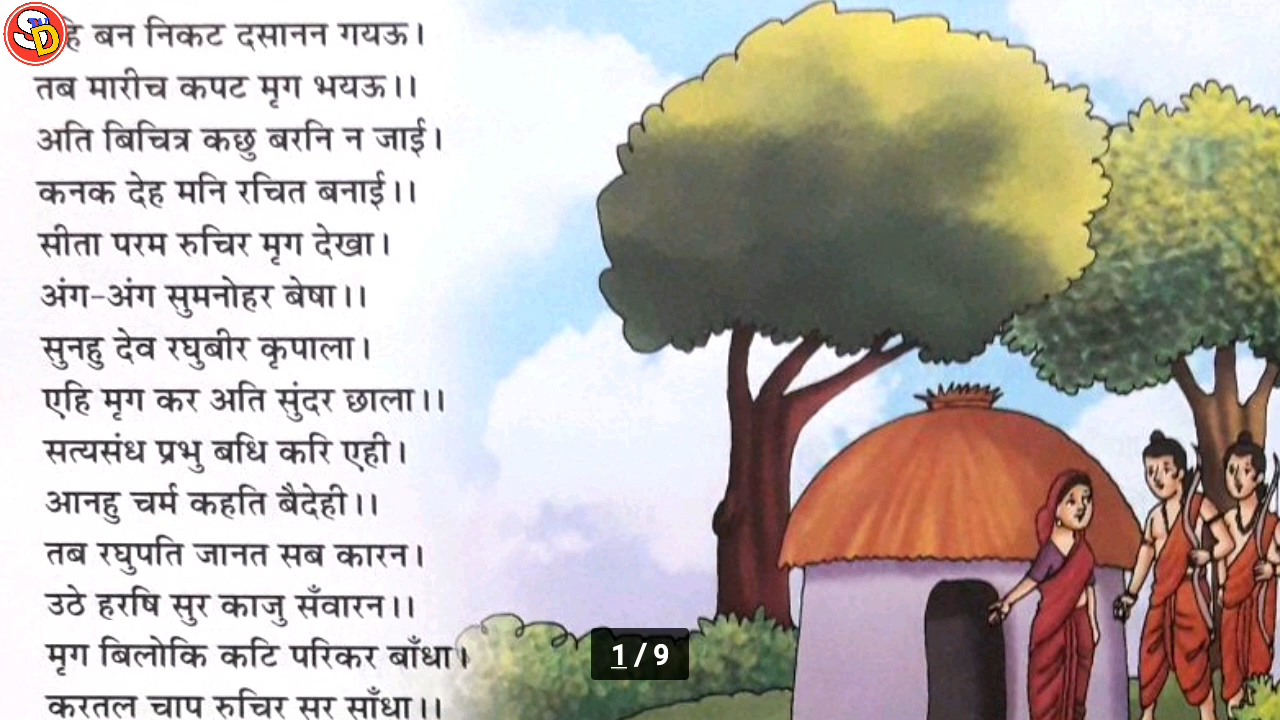 हि बन निकट दसानन गयऊ।
तब मारीच कपट मृग भयऊ।।
अति बिचित्र कछु बरनि न जाई।
कनक देह मनि रचित बनाई।।
सीता परम रुचिर मृग देखा।
अंग-अंग सुमनोहर बेषा।।
सुनहु देव रघुबीर कृपाला।
एहि मृग कर अति सुंदर छाला।।
सत्यसंध प्रभु बधि करि एही।
आनहु चर्म कहति बैदेही।।
तब रघुपति जानत सब कारन।
उठे हरषि सुर काजु सँवारन।।
मृग बिलोकि कटि परिकर बाँधा।
करतल चाप रुचिर सर साँधा।।
1 / 9